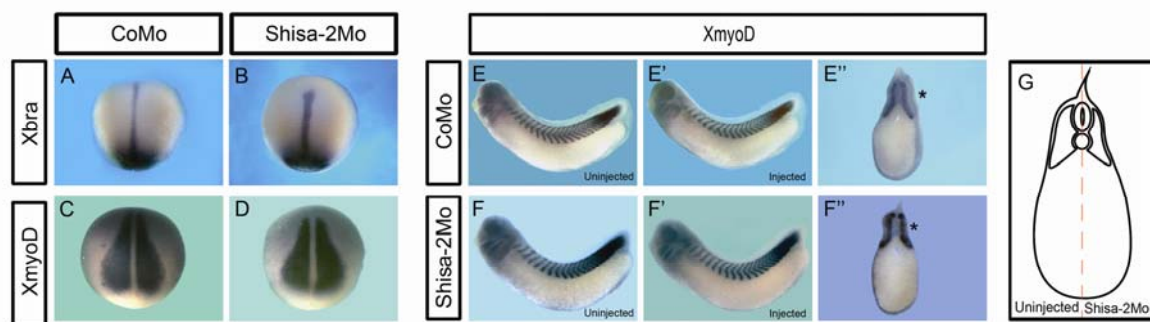 CoMo
Shisa-2Mo
XmyoD
Xbra
A
B
XmyoD
C
D
CoMo
E
Uninjected
E'
Injected
E''
*
Shisa-2Mo
F
Uninjected
F'
Injected
F''
*
G
Uninjected Shisa-2Mo